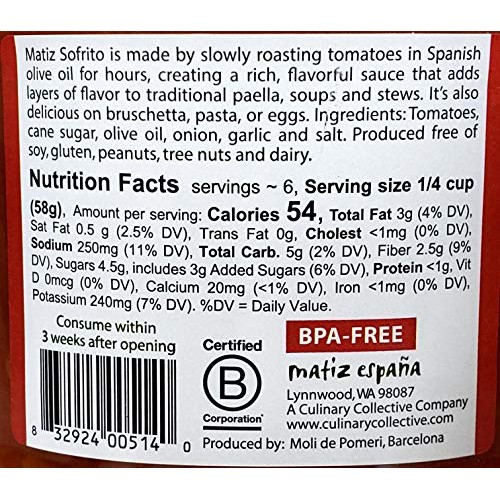 Matiz Sofrito is made by slowly roasting tomatoes in Spanish
olive oil for hours, creating a rich, flavorful sauce that adds
layers of flavor to traditional paella, soups and stews. It's also
delicious on bruschetta, pasta, or eggs. Ingredients: Tomatoes,
cane sugar, olive oil, onion, garlic and salt. Produced free of
soy, gluten, peanuts, tree nuts and dairy.
Nutrition Facts servings ~ 6, Serving size 1/4 cup
(58g), Amount per serving: Calories 54, Total Fat 3g (4% DV),
Sat Fat 0.5 g (2.5% DV), Trans Fat 0g, Cholest <1mg (0% DV),
Sodium 250mg (11% DV), Total Carb. 5g (2% DV), Fiber 2.5g (9%
DV), Sugars 4.5g, includes 3g Added Sugars (6% DV), Protein <1g, Vit
D 0mcg (0% DV), Calcium 20mg (<1% DV), Iron <1mg (0% DV),
Potassium 240mg (7% DV). %DV = Daily Value.
Consume within
3 weeks after opening
8 32924 00514 0
Certified
B
Corporation
BPA-FREE
matiz españa
Lynnwood, WA 98087
A Culinary Collective Company
www.culinarycollective.com
Produced by: Moli de Pomeri, Barcelona